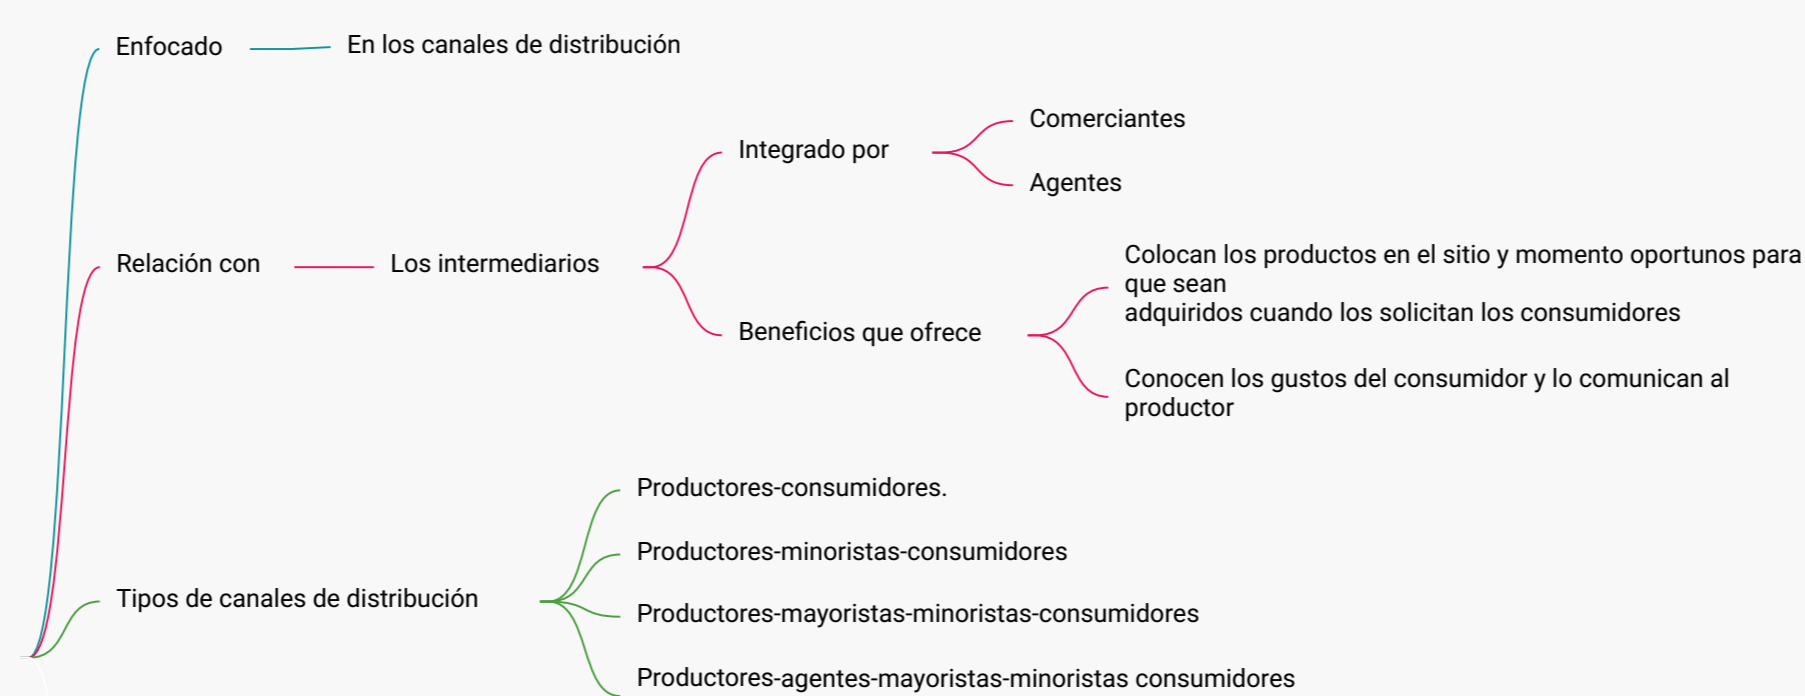 Enfocado
En los canales de distribución
Relación con
Los intermediarios
Integrado por
Comerciantes
Agentes
Beneficios que ofrece
Colocan los productos en el sitio y momento oportunos para
que sean
adquiridos cuando los solicitan los consumidores
Conocen los gustos del consumidor y lo comunican al
productor
Tipos de canales de distribución
Productores-consumidores.
Productores-minoristas-consumidores
Productores-mayoristas-minoristas-consumidores
Productores-agentes-mayoristas-minoristas consumidores